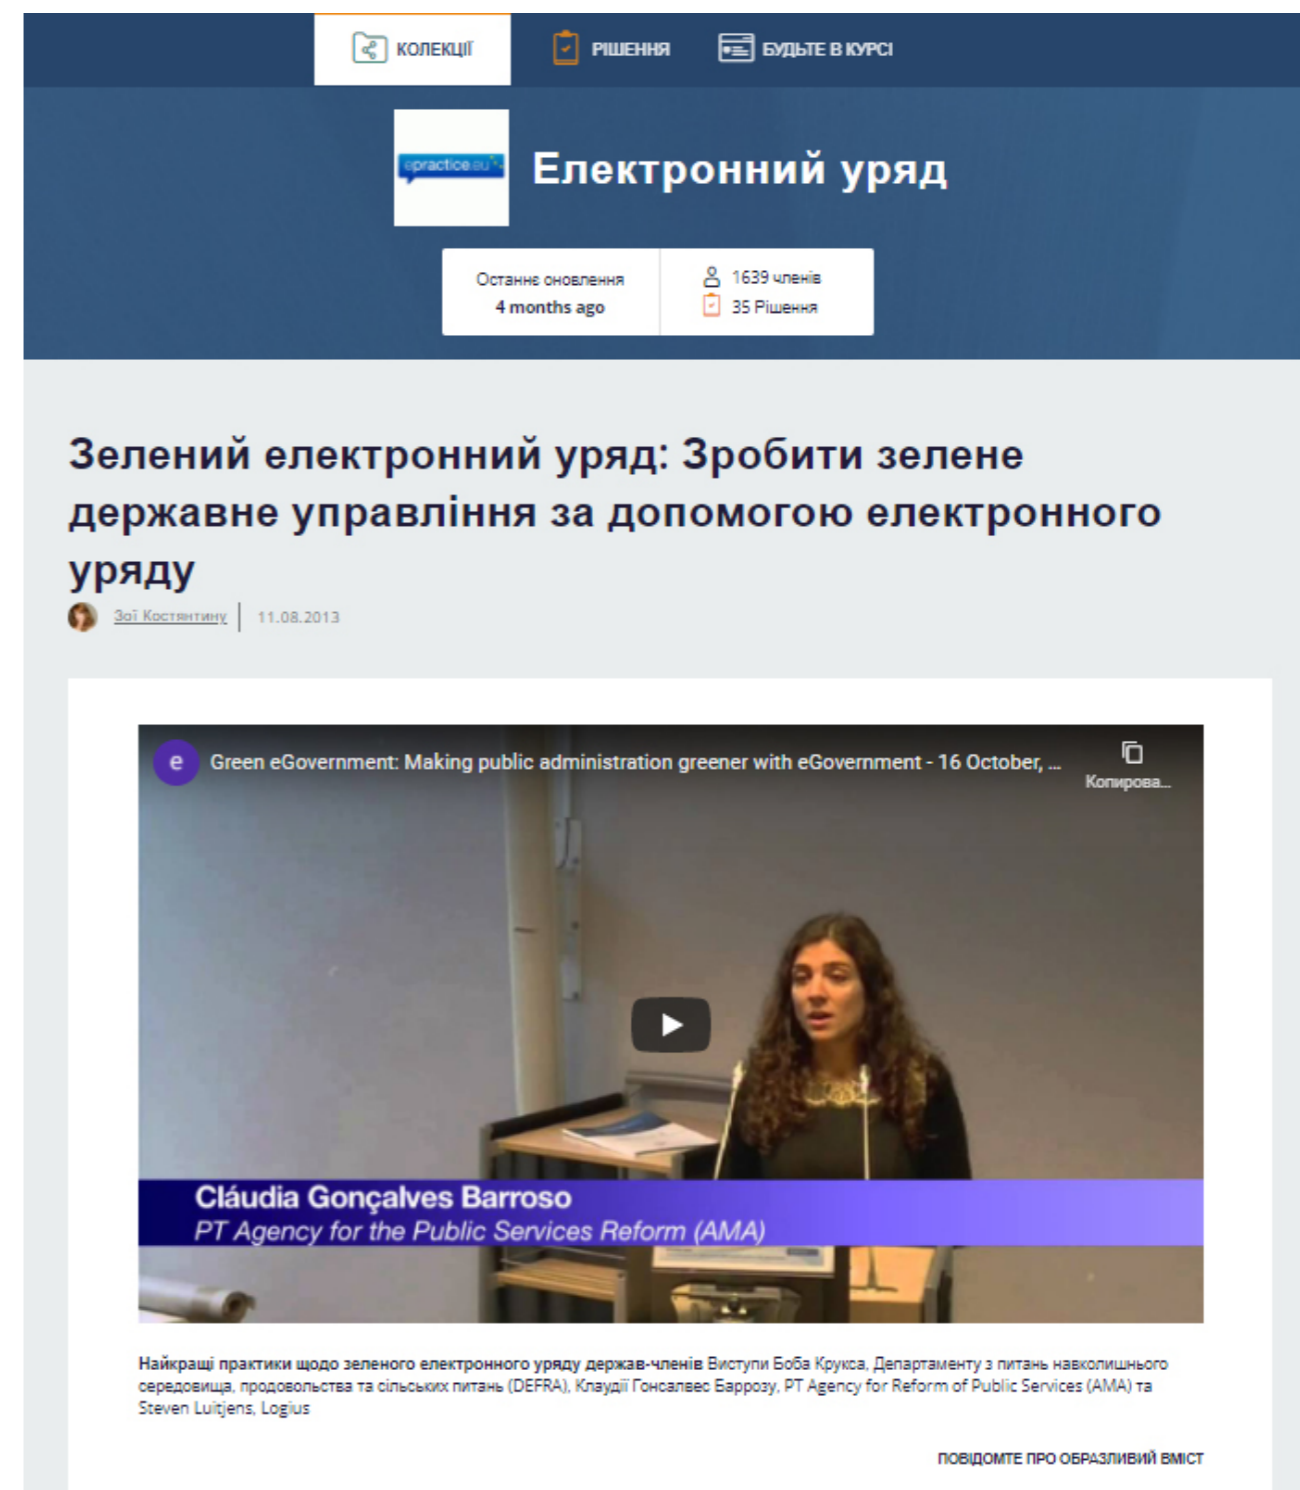 КОЛЕКЦІЇ
РІШЕННЯ
БУДЬТЕ В КУРСІ
epractice.eu
Електронний уряд
Останнє оновлення
4 months ago
1639 членів
35 Рішення
Зелений електронний уряд: Зробити зелене
державне управління за допомогою електронного
уряду
Зої Костянтину
11.08.2013
e
Green eGovernment: Making public administration greener with eGovernment - 16 October, ...
Копирова...
Cláudia Gonçalves Barroso
PT Agency for the Public Services Reform (AMA)
Найкращі практики щодо зеленого електронного уряду держав-членів Виступи Боба Крукса, Департаменту з питань навколишнього
середовища, продовольства та сільських питань (DEFRA), Клаудії Гонсалвес Баррозу, PT Agency for Reform of Public Services (AMA) та
Steven Luitjens, Logius
ПОВІДОМТЕ ПРО ОБРАЗЛИВИЙ ВМІСТ